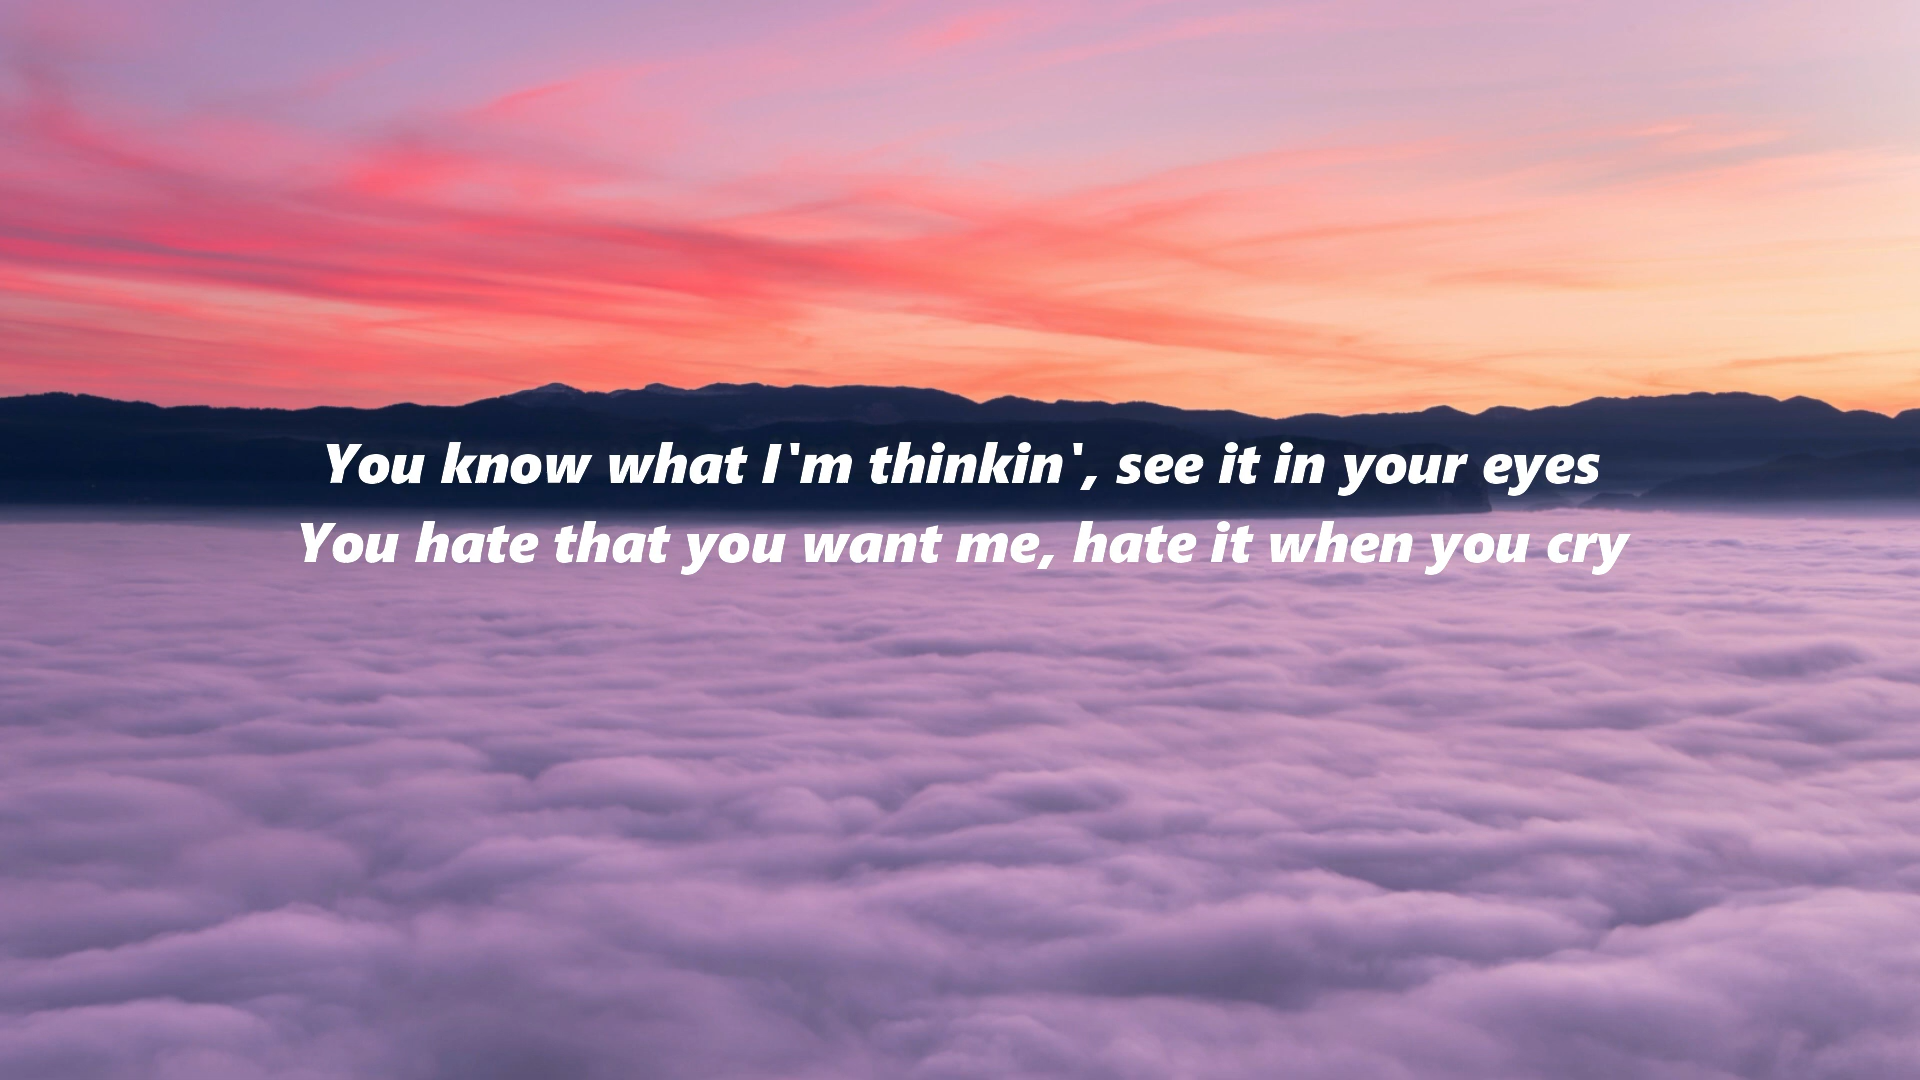 You know what I'm thinkin', see it in your eyes
You hate that you want me, hate it when you cry